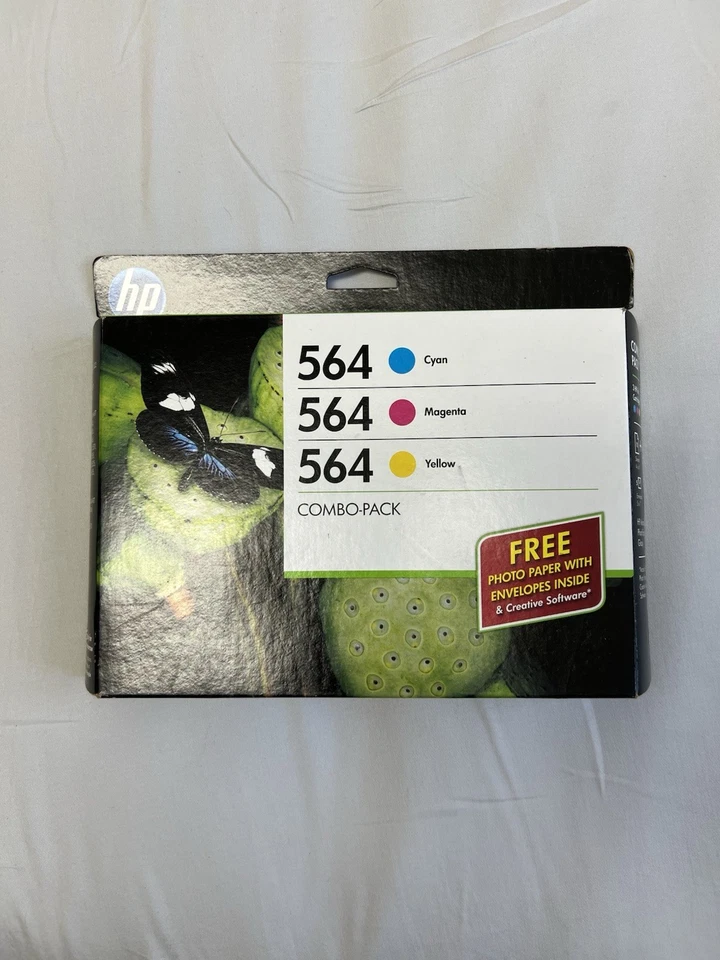 hp
564 Cyan
564 Magenta
564 Yellow
COMBO-PACK
FREE
PHOTO PAPER WITH
ENVELOPES INSIDE
& Creative Software*